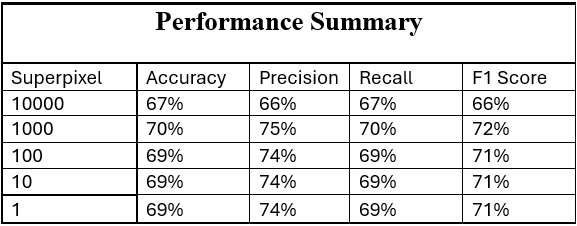 Performance Summary
Superpixel Accuracy Precision Recall F1 Score
10000 67% 66% 67% 66%
1000 70% 75% 70% 72%
100 69% 74% 69% 71%
10 69% 74% 69% 71%
1 69% 74% 69% 71%